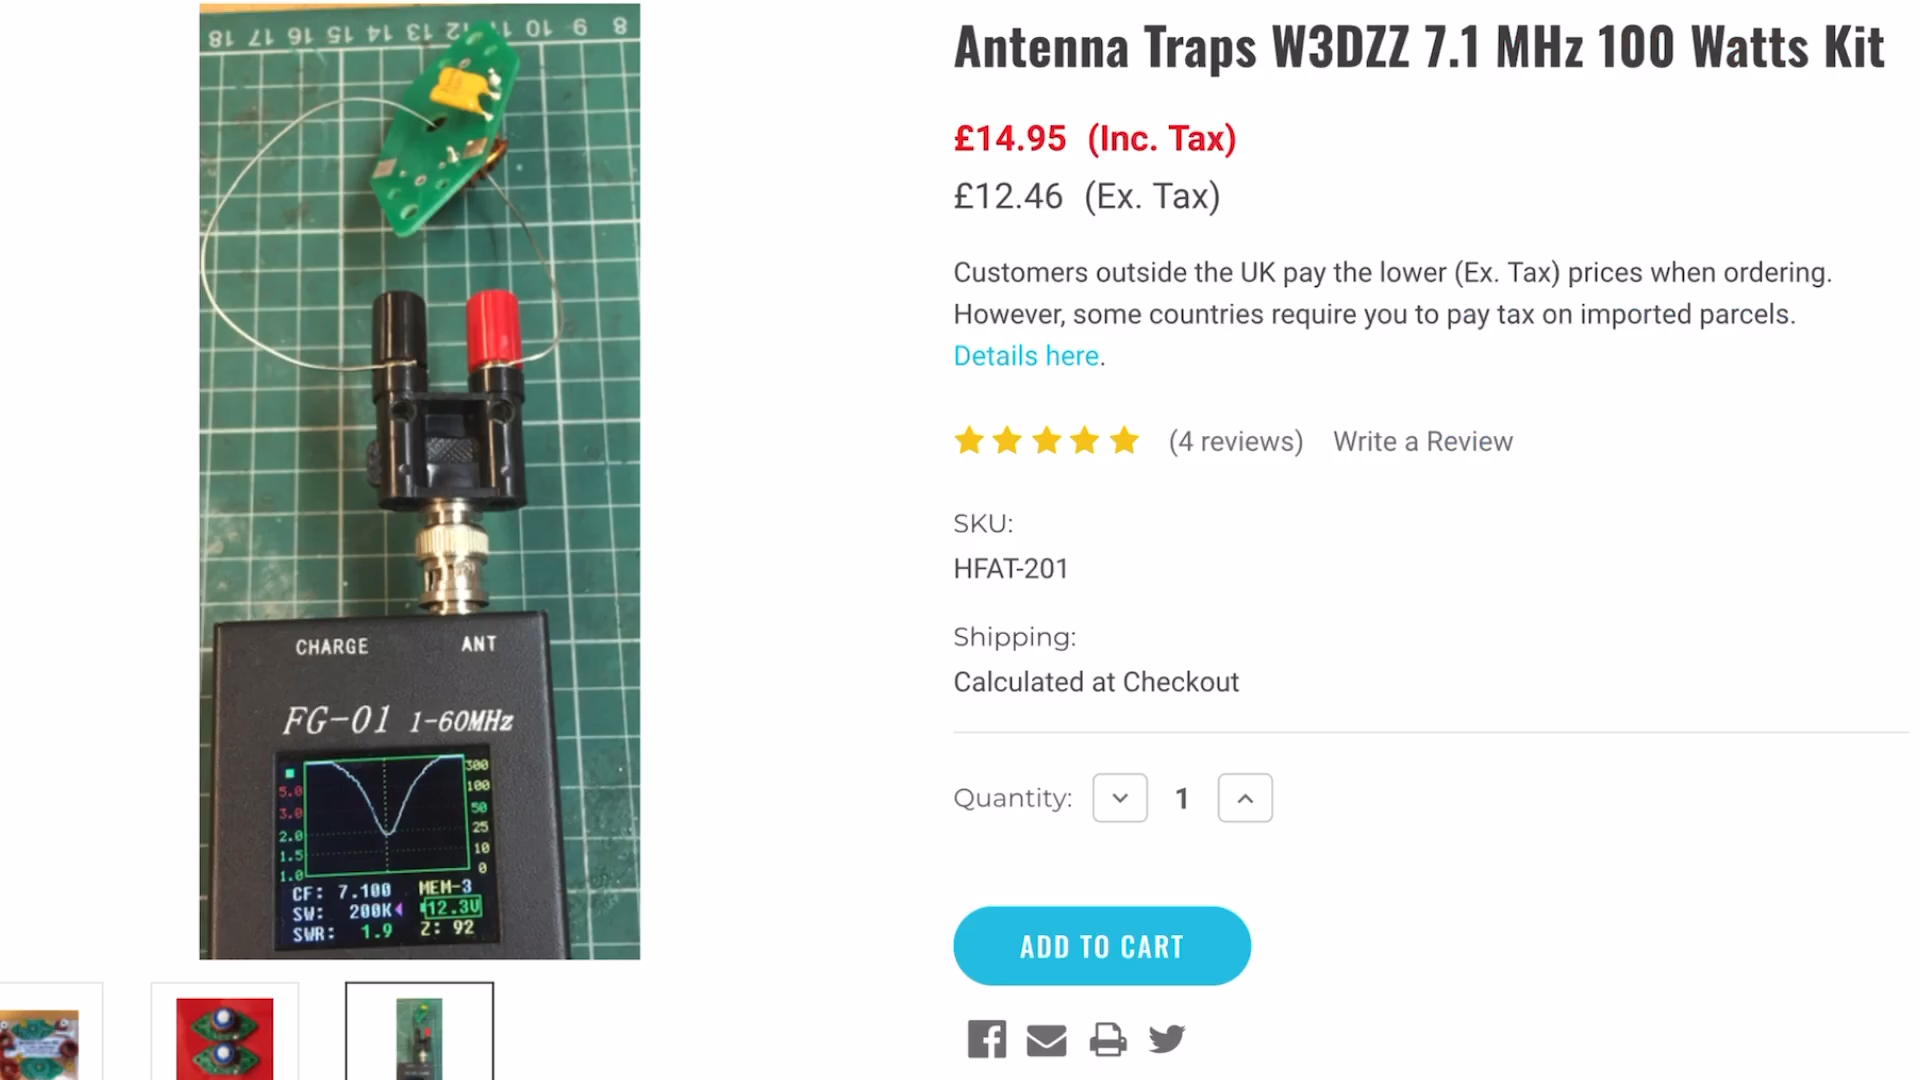 18 17 16 15 14 13 12 11 10 9 8
CHARGE ANT
FG-01 1-60MHz
300
5.0 100
3.0 50
2.0 25
1.5 10
1.0 0
CF: 7.100 MEM-3
SW: 200K 12.3V
SWR: 1.9 Z: 92
Antenna Traps W3DZZ 7.1 MHz 100 Watts Kit
£14.95 (Inc. Tax)
£12.46 (Ex. Tax)
Customers outside the UK pay the lower (Ex. Tax) prices when ordering.
However, some countries require you to pay tax on imported parcels.
Details here.
(4 reviews) Write a Review
SKU:
HFAT-201
Shipping:
Calculated at Checkout
Quantity: 1
ADD TO CART